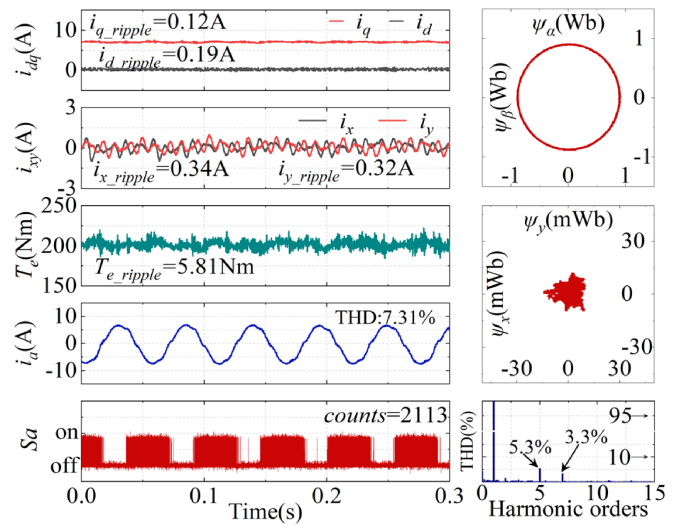 i_q_ripple=0.12A
i_q i_d
15
0
i_dq(A)
i_d_ripple=0.19A
3
0
-3
i_xy(A)
i_x i_y
i_x_ripple=0.34A
i_y_ripple=0.32A
250
200
150
T_e(Nm)
T_e_ripple=5.81Nm
10
0
-10
i_a(A)
THD:7.31%
Sa
on
off
counts=2113
0.0 0.1 0.2 0.3
Time(s)
ψ_α(Wb)
ψ_β(Wb)
1
0
-1
-1 0 1
ψ_y(mWb)
ψ_x(mWb)
30
0
-30
-30 0 30
THD(%)
95
10
5.3%
3.3%
0 5 10 15
Harmonic orders